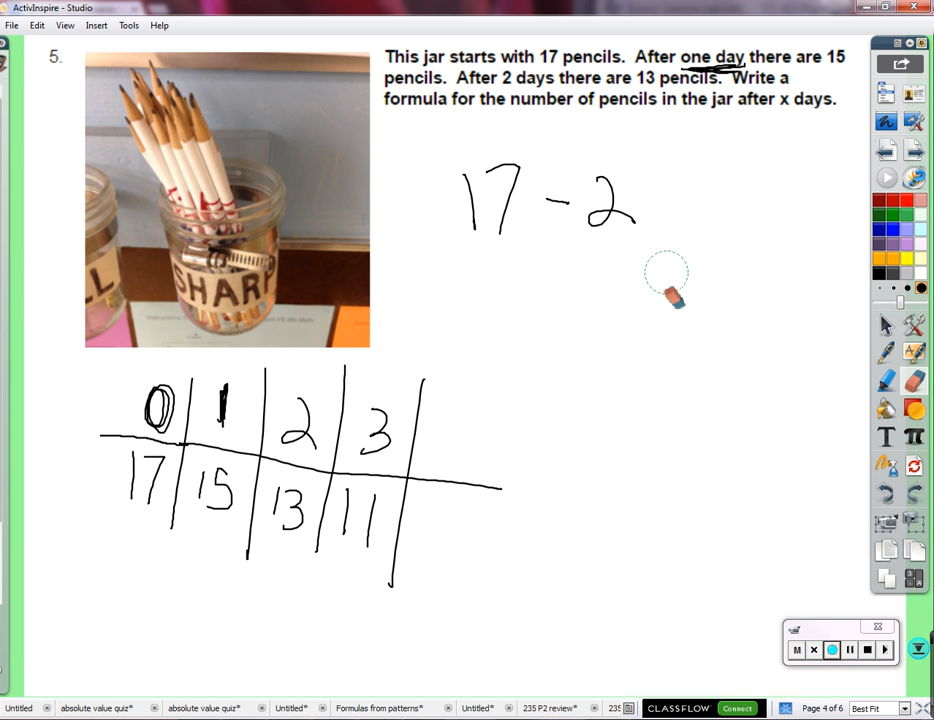 ActivInspire - Studio
File Edit View Insert Tools Help
5.
This jar starts with 17 pencils. After one day there are 15
pencils. After 2 days there are 13 pencils. Write a
formula for the number of pencils in the jar after x days.
17 - 2
LL
SHARP
0 1 2 3
17 15 13 11
M
Untitled absolute value quiz* absolute value quiz* Untitled* Formulas from patterns* Untitled* 235 P2 review* 235 CLASSFLOW Connect Page 4 of 6 Best Fit